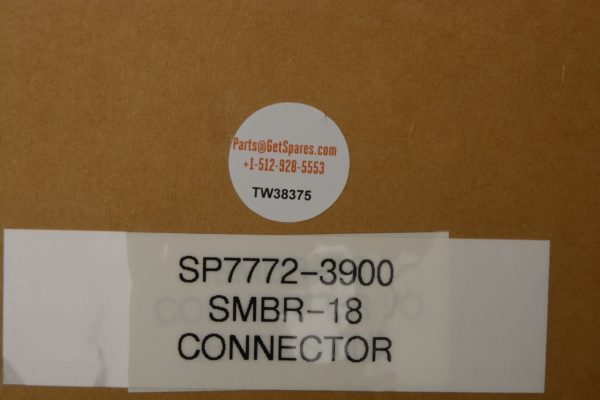 Parts@GetSpares.com
+1-512-928-5553
TW38375
SP7772-3900
SMBR-18
CONNECTOR